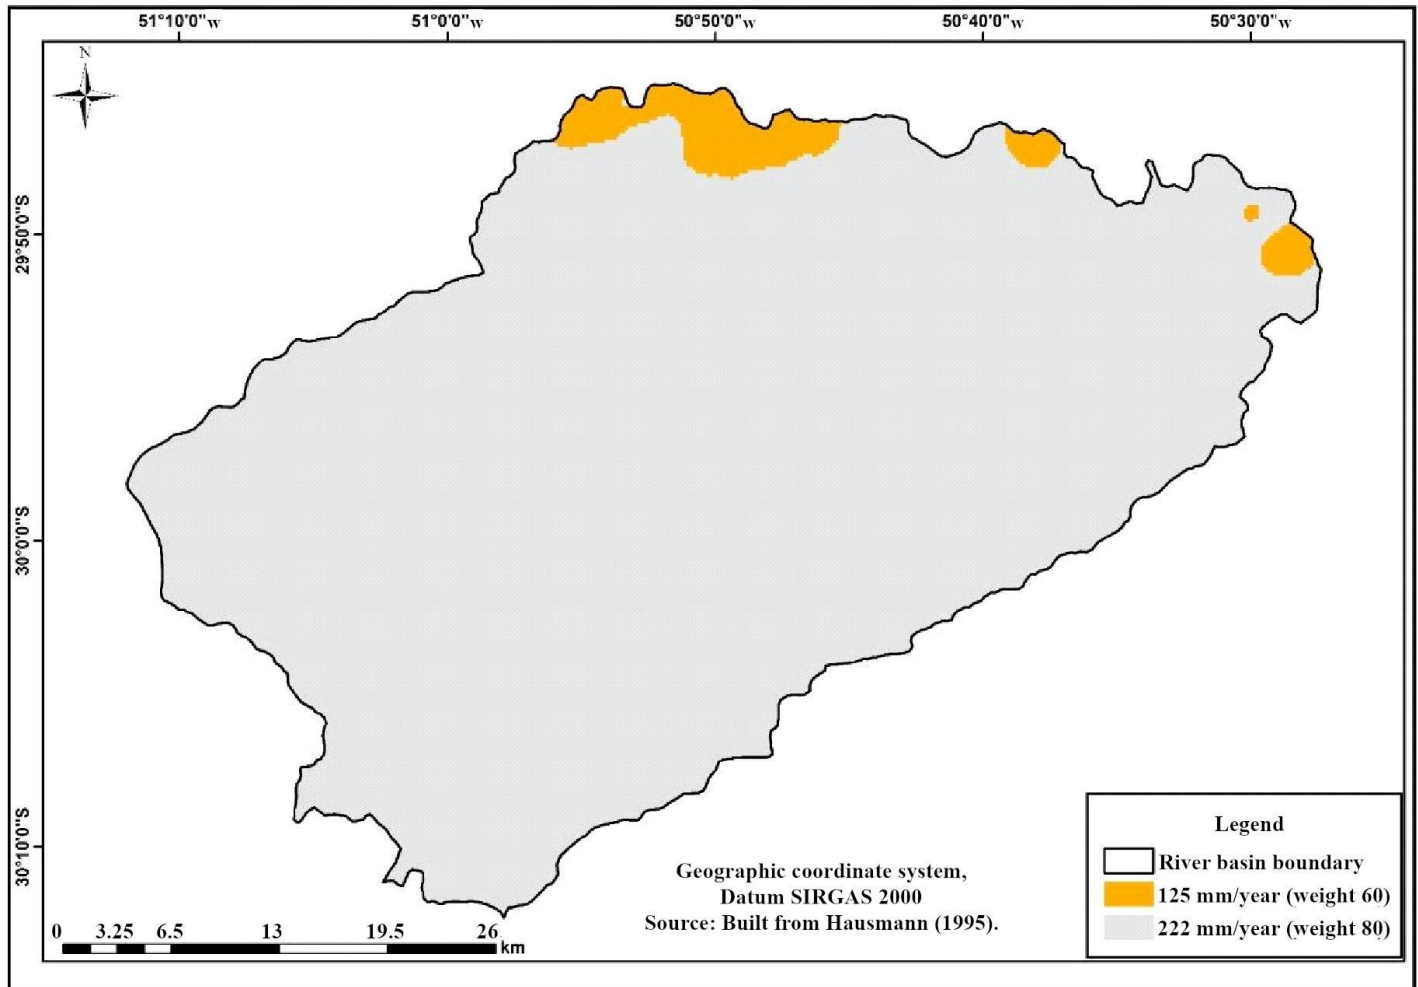 51°10'0"W 51°0'0"W 50°50'0"W 50°40'0"W 50°30'0"W
N
29°50'0"S
30°0'0"S
30°10'0"S
Legend
River basin boundary
125 mm/year (weight 60)
222 mm/year (weight 80)
Geographic coordinate system,
Datum SIRGAS 2000
Source: Built from Hausmann (1995).
0 3.25 6.5 13 19.5 26
km